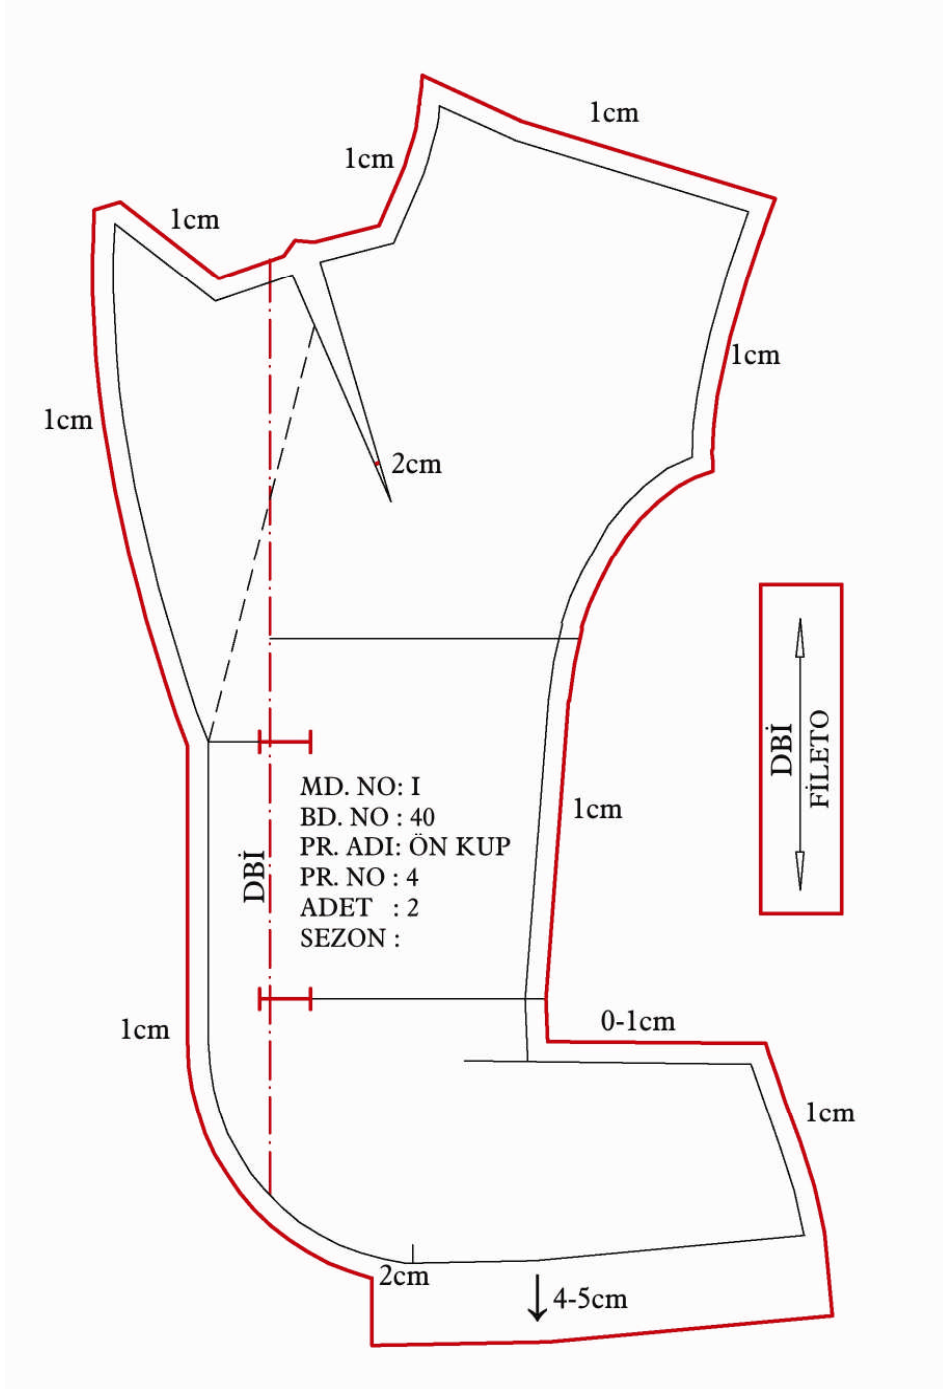 1cm
1cm
1cm
1cm
1cm
2cm
MD. NO: I
BD. NO : 40
PR. ADI: ÖN KUP
PR. NO : 4
ADET : 2
SEZON :
DBİ
DBİ
FİLETO
1cm
1cm
0-1cm
1cm
2cm
4-5cm